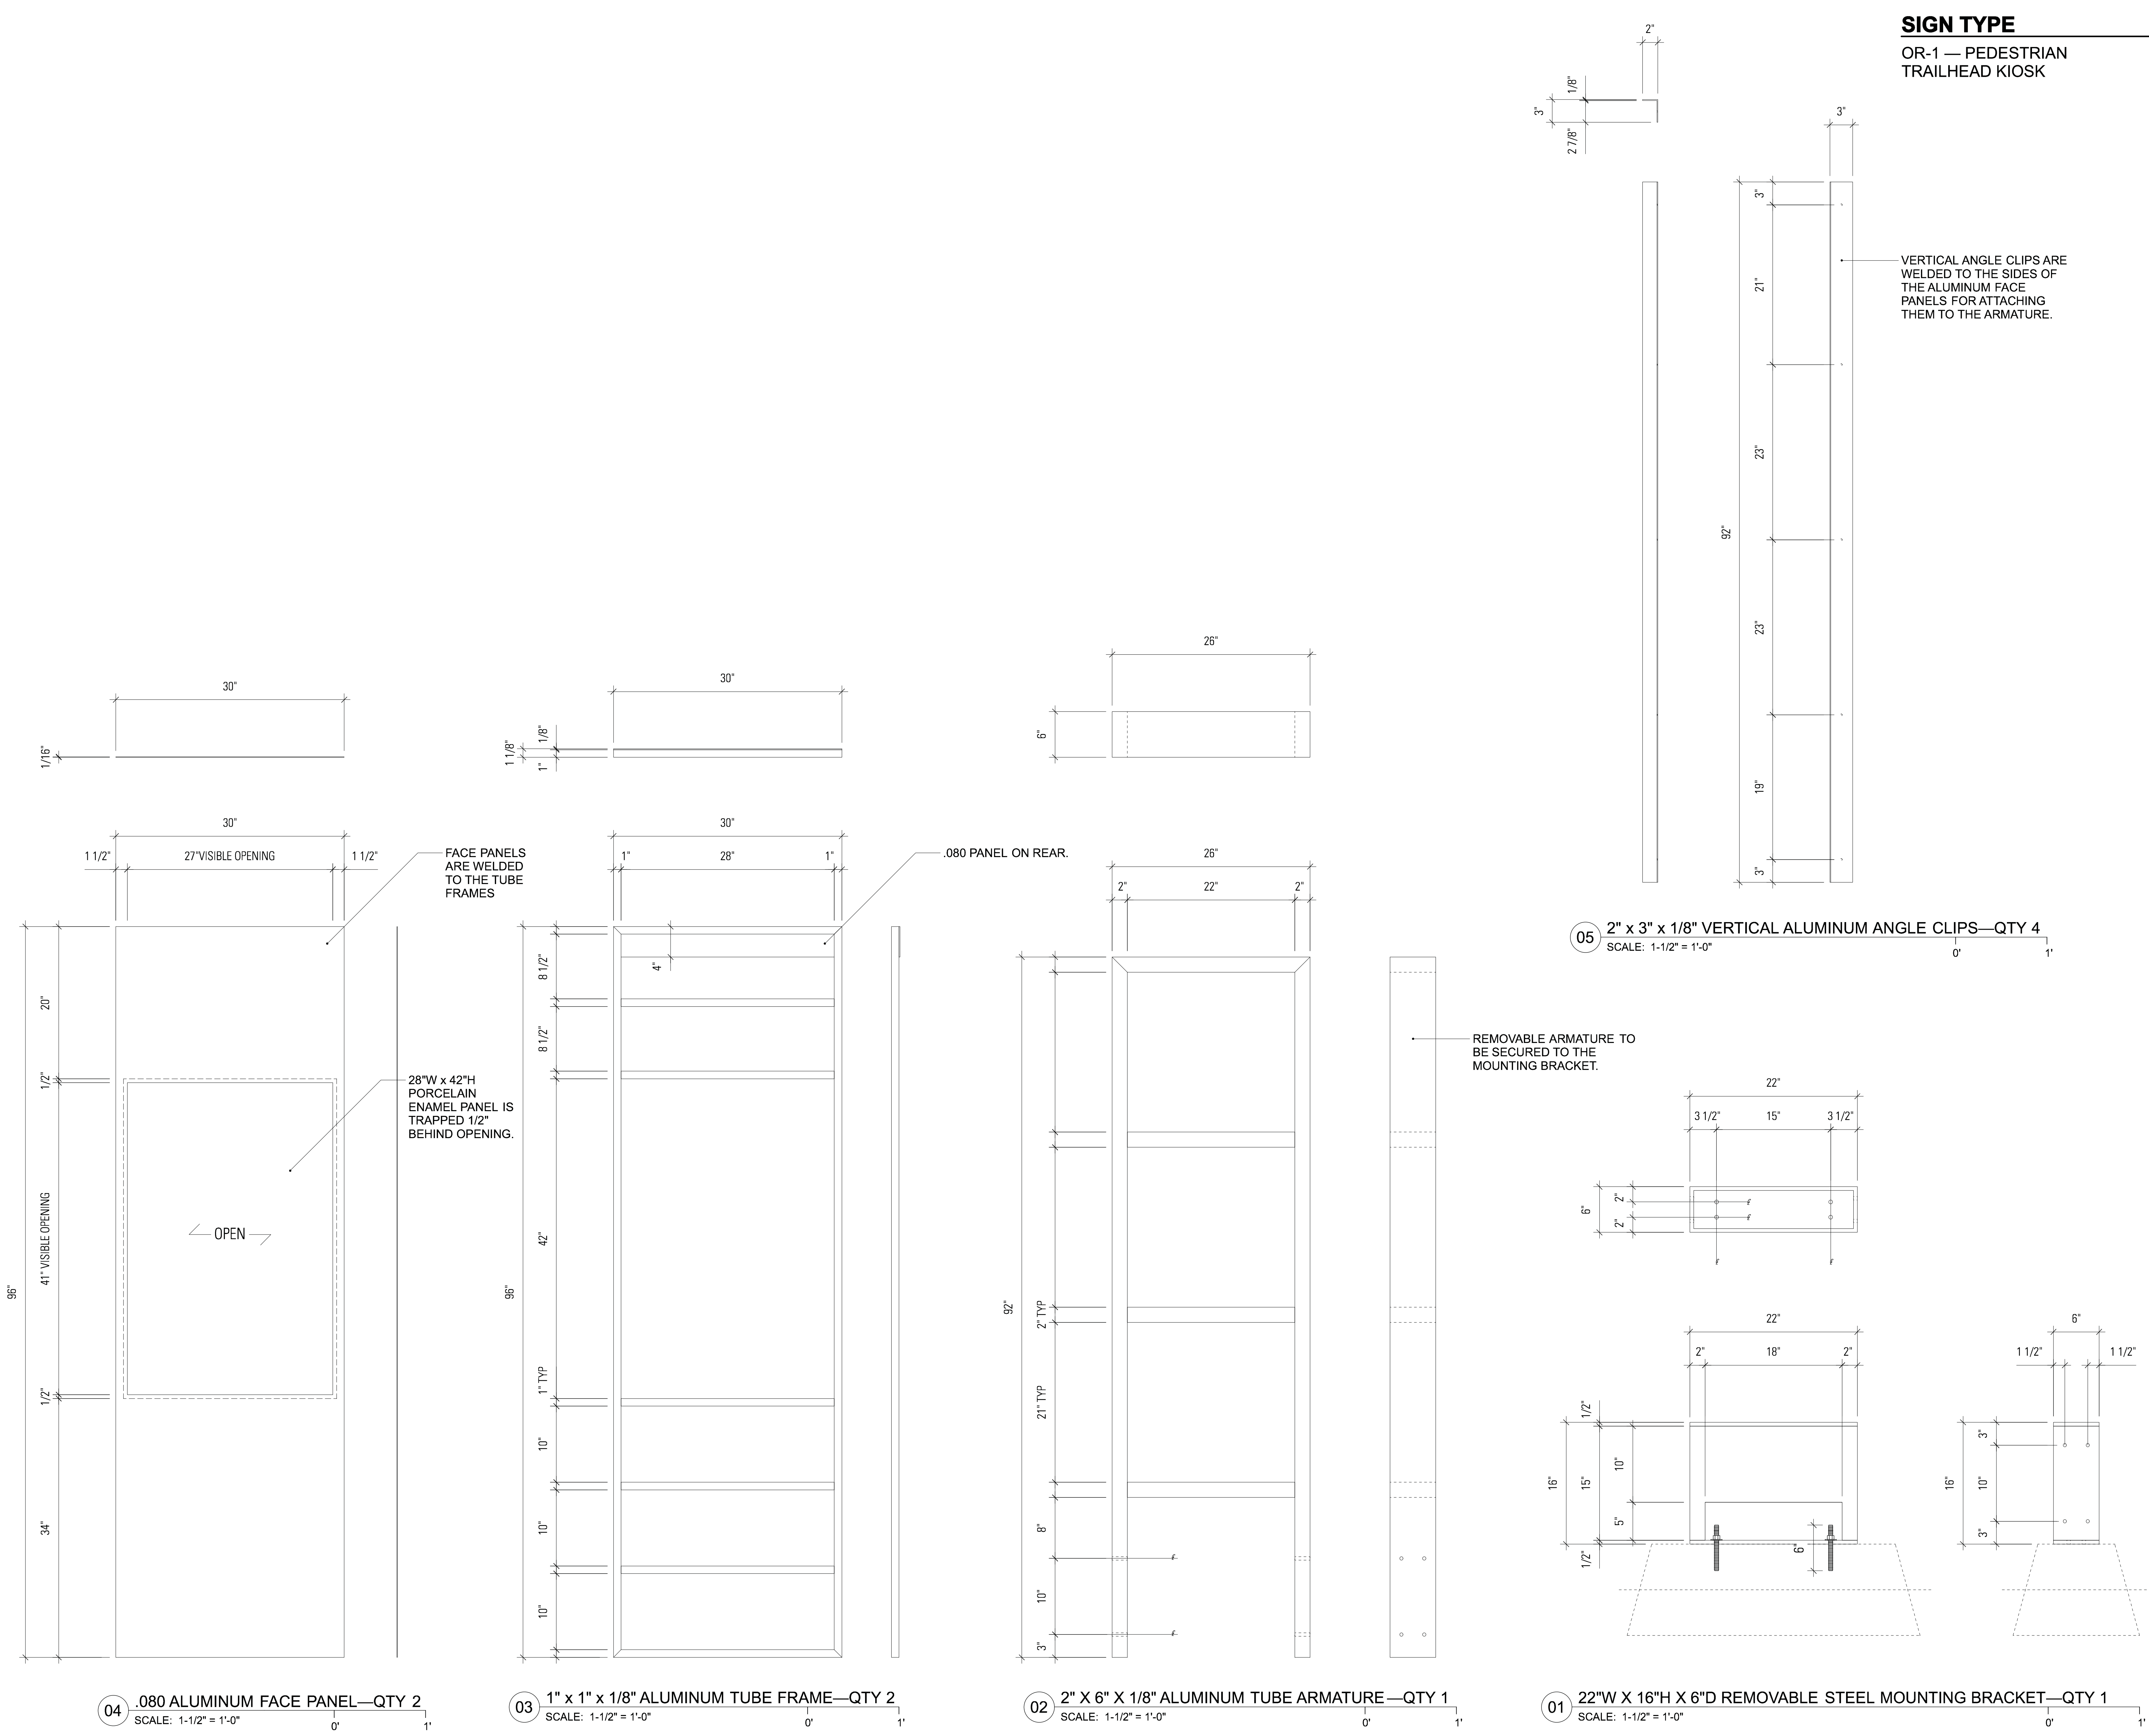 SIGN TYPE
OR-1 — PEDESTRIAN
TRAILHEAD KIOSK
2"
1/8"
3"
2 7/8"
3"
3"
21"
23"
92"
23"
19"
3"
VERTICAL ANGLE CLIPS ARE
WELDED TO THE SIDES OF
THE ALUMINUM FACE
PANELS FOR ATTACHING
THEM TO THE ARMATURE.
05
2" x 3" x 1/8" VERTICAL ALUMINUM ANGLE CLIPS—QTY 4
SCALE: 1-1/2" = 1'-0"
0'
1'
30"
1/16"
30"
1 1/2"
27"VISIBLE OPENING
1 1/2"
FACE PANELS
ARE WELDED
TO THE TUBE
FRAMES
20"
1/2"
28"W x 42"H
PORCELAIN
ENAMEL PANEL IS
TRAPPED 1/2"
BEHIND OPENING.
41" VISIBLE OPENING
OPEN
96"
1/2"
34"
04
.080 ALUMINUM FACE PANEL—QTY 2
SCALE: 1-1/2" = 1'-0"
0'
1'
30"
1/8"
1 1/8"
1"
30"
1"
28"
1"
.080 PANEL ON REAR.
8 1/2"
4"
8 1/2"
42"
96"
1" TYP
10"
10"
10"
03
1" x 1" x 1/8" ALUMINUM TUBE FRAME—QTY 2
SCALE: 1-1/2" = 1'-0"
0'
1'
26"
6"
26"
2"
22"
2"
REMOVABLE ARMATURE TO
BE SECURED TO THE
MOUNTING BRACKET.
92"
2" TYP
21" TYP
8"
10"
3"
02
2" X 6" X 1/8" ALUMINUM TUBE ARMATURE—QTY 1
SCALE: 1-1/2" = 1'-0"
0'
1'
22"
3 1/2"
15"
3 1/2"
6"
2"
2"
22"
2"
18"
2"
1/2"
16"
15"
10"
5"
6"
1/2"
6"
1 1/2"
1 1/2"
3"
16"
10"
3"
01
22"W X 16"H X 6"D REMOVABLE STEEL MOUNTING BRACKET—QTY 1
SCALE: 1-1/2" = 1'-0"
0'
1'